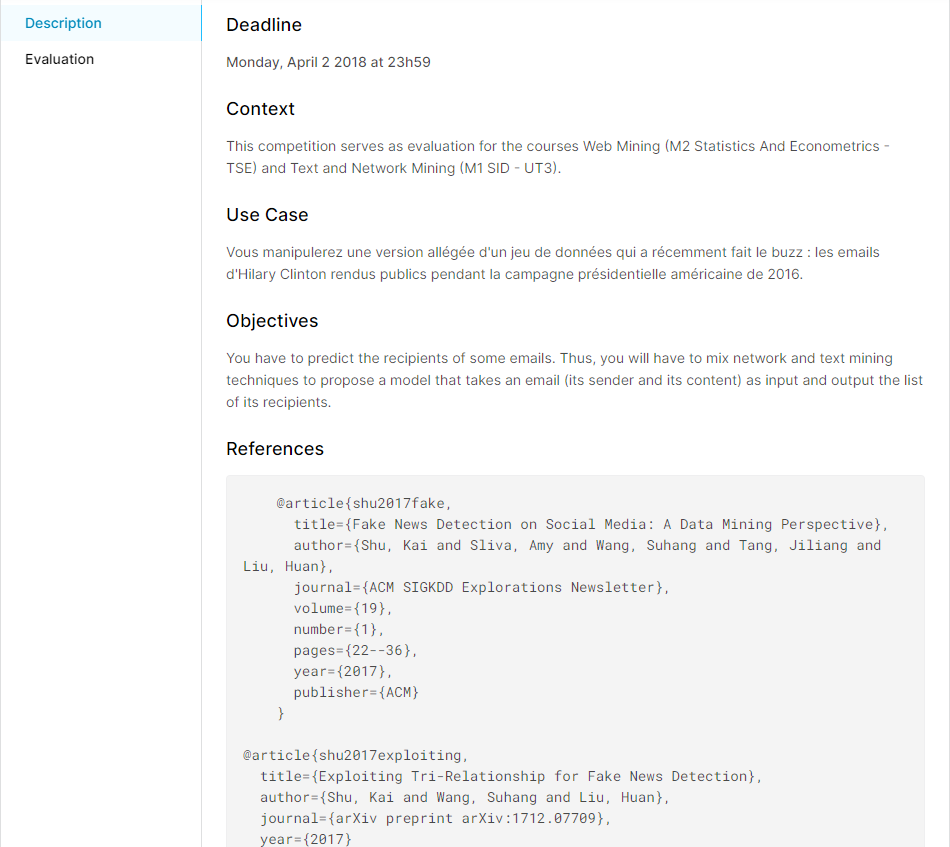 Description
Evaluation
Deadline
Monday, April 2 2018 at 23h59
Context
This competition serves as evaluation for the courses Web Mining (M2 Statistics And Econometrics -
TSE) and Text and Network Mining (M1 SID - UT3).
Use Case
Vous manipulerez une version allégée d'un jeu de données qui a récemment fait le buzz : les emails
d'Hilary Clinton rendus publics pendant la campagne présidentielle américaine de 2016.
Objectives
You have to predict the recipients of some emails. Thus, you will have to mix network and text mining
techniques to propose a model that takes an email (its sender and its content) as input and output the list
of its recipients.
References
@article{shu2017fake,
title={Fake News Detection on Social Media: A Data Mining Perspective},
author={Shu, Kai and Sliva, Amy and Wang, Suhang and Tang, Jiliang and
Liu, Huan},
journal={ACM SIGKDD Explorations Newsletter},
volume={19},
number={1},
pages={22--36},
year={2017},
publisher={ACM}
}
@article{shu2017exploiting,
title={Exploiting Tri-Relationship for Fake News Detection},
author={Shu, Kai and Wang, Suhang and Liu, Huan},
journal={arXiv preprint arXiv:1712.07709},
year={2017}